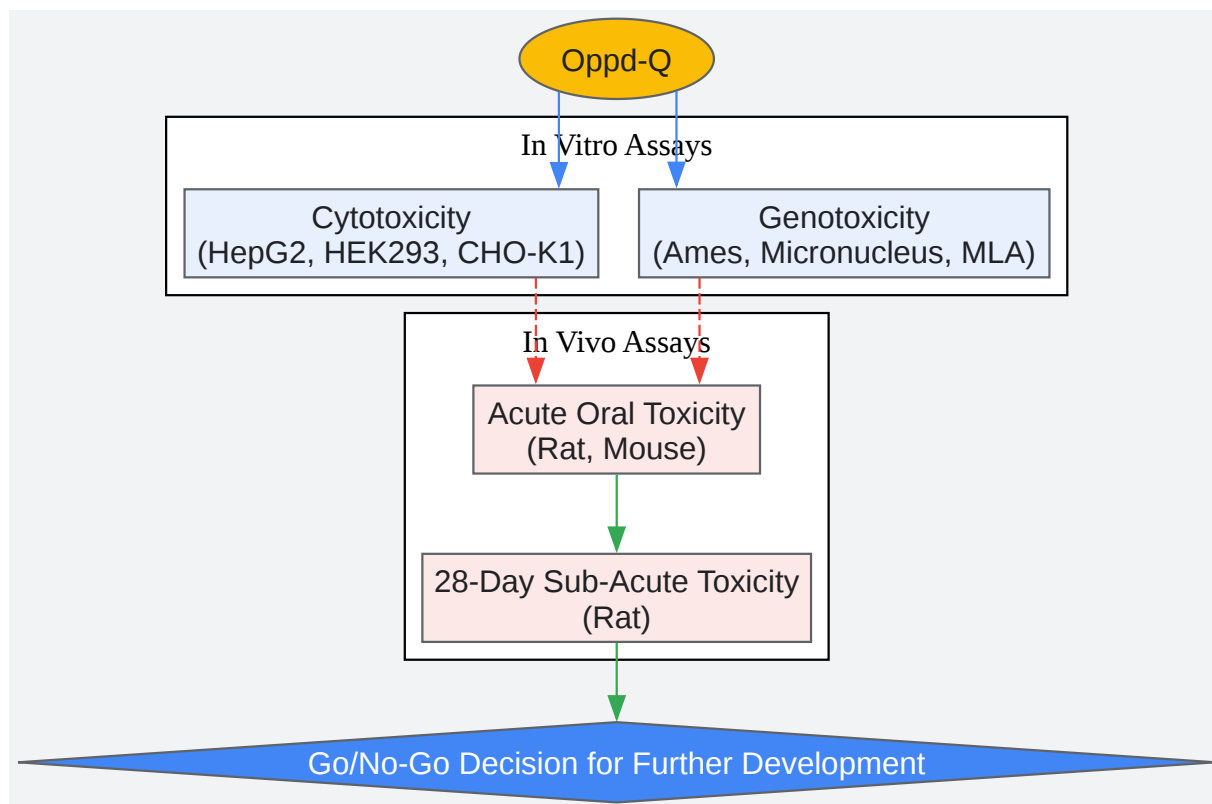 Oppd-Q
In Vitro Assays
Cytotoxicity
(HepG2, HEK293, CHO-K1)
Genotoxicity
(Ames, Micronucleus, MLA)
In Vivo Assays
Acute Oral Toxicity
(Rat, Mouse)
28-Day Sub-Acute Toxicity
(Rat)
Go/No-Go Decision for Further Development